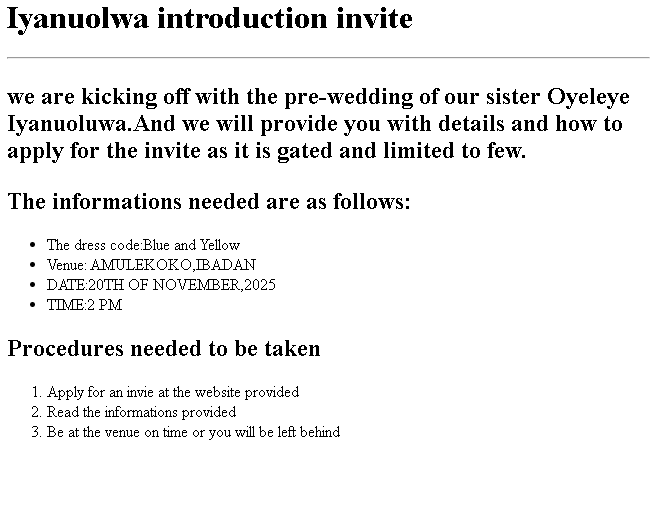 Iyanuolwa introduction invite
we are kicking off with the pre-wedding of our sister Oyeleye
Iyanuoluwa.And we will provide you with details and how to
apply for the invite as it is gated and limited to few.
The informations needed are as follows:
• The dress code:Blue and Yellow
• Venue: AMULEKOKO,IBADAN
• DATE:20TH OF NOVEMBER,2025
• TIME:2 PM
Procedures needed to be taken
1. Apply for an invie at the website provided
2. Read the informations provided
3. Be at the venue on time or you will be left behind